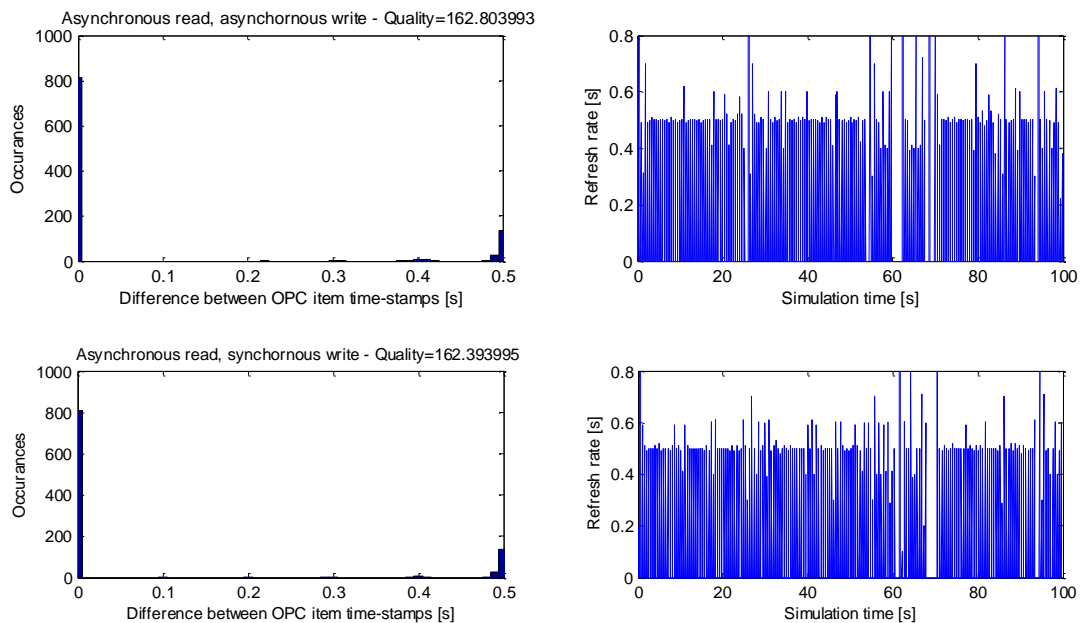 Asynchronous read, asynchornous write - Quality=162.803993
1000
800
600
400
200
0
Occurances
0 0.1 0.2 0.3 0.4 0.5
Difference between OPC item time-stamps [s]
0.8
0.6
0.4
0.2
0
Refresh rate [s]
0 20 40 60 80 100
Simulation time [s]
Asynchronous read, synchornous write - Quality=162.393995
1000
800
600
400
200
0
Occurances
0 0.1 0.2 0.3 0.4 0.5
Difference between OPC item time-stamps [s]
0.8
0.6
0.4
0.2
0
Refresh rate [s]
0 20 40 60 80 100
Simulation time [s]